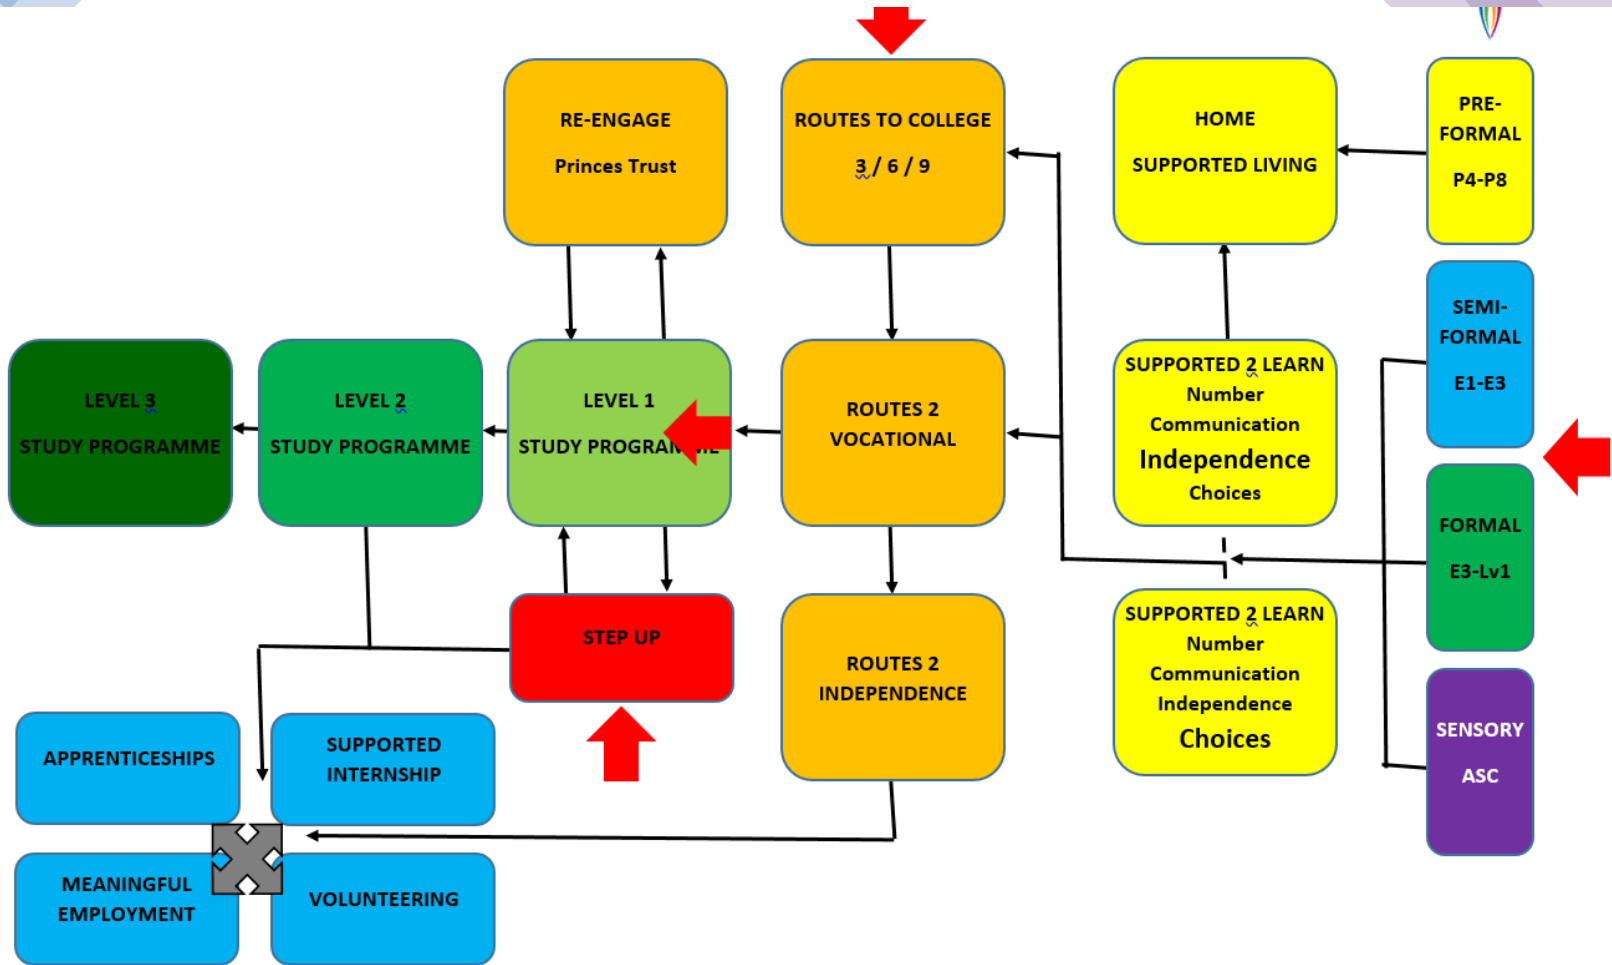 RE-ENGAGE
Princes Trust
ROUTES TO COLLEGE
3 / 6 / 9
HOME
SUPPORTED LIVING
PRE-
FORMAL
P4-P8
SEMI-
FORMAL
E1-E3
LEVEL 3
STUDY PROGRAMME
LEVEL 2
STUDY PROGRAMME
LEVEL 1
STUDY PROGRAMME
ROUTES 2
VOCATIONAL
SUPPORTED 2 LEARN
Number
Communication
Independence
Choices
FORMAL
E3-Lv1
STEP UP
ROUTES 2
INDEPENDENCE
SUPPORTED 2 LEARN
Number
Communication
Independence
Choices
SENSORY
ASC
APPRENTICESHIPS
SUPPORTED
INTERNSHIP
MEANINGFUL
EMPLOYMENT
VOLUNTEERING